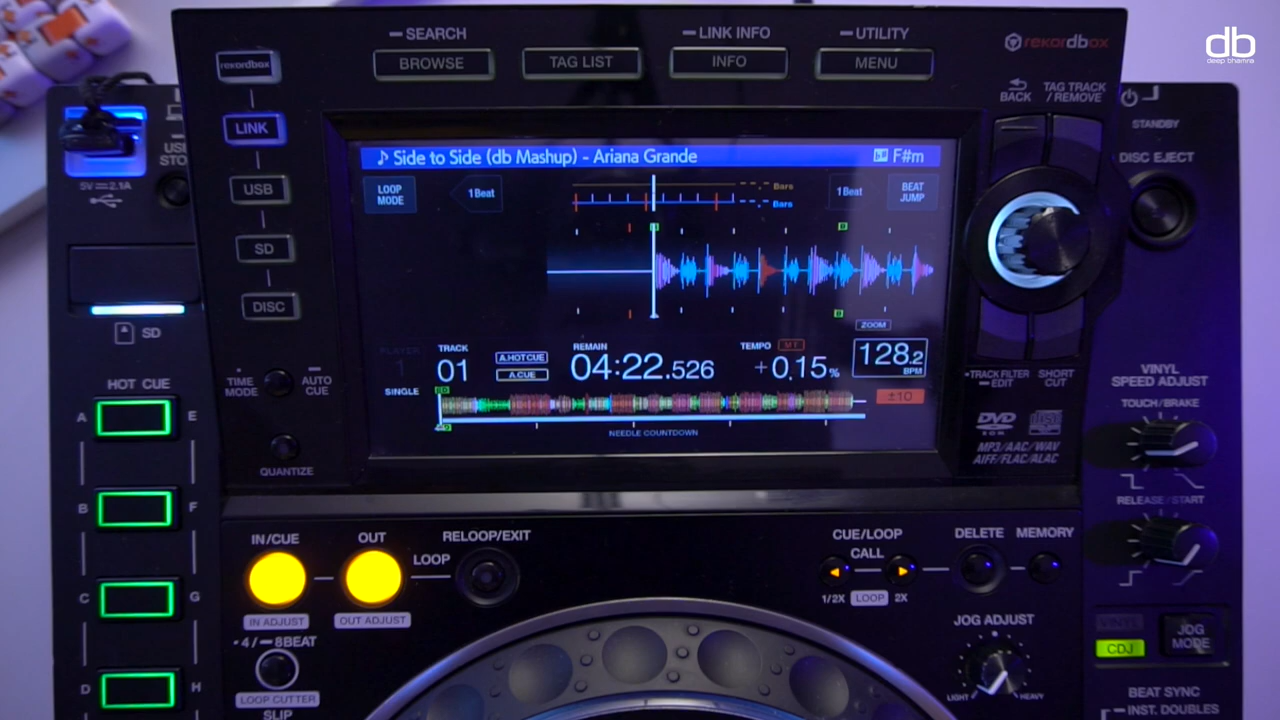 SEARCH
LINK INFO
UTILITY
rekordbox
BROWSE
TAG LIST
INFO
MENU
rekordbox
db
deep bhamra
BACK
TAG TRACK
/ REMOVE
STANDBY
LINK
5V 2.1A
USB
STO
DISC EJECT
♪ Side to Side (db Mashup) - Ariana Grande
F#m
LOOP
MODE
1Beat
Bars
Bars
1Beat
BEAT
JUMP
USB
SD
DISC
SD
ZOOM
PLAYER
1
SINGLE
TRACK
01
A.HOTCUE
A.CUE
REMAIN
04:22.526
TEMPO
MT
+0.15%
128.2
BPM
±10
NEEDLE COUNTDOWN
HOT CUE
TIME
MODE
AUTO
CUE
QUANTIZE
TRACK FILTER
EDIT
SHORT
CUT
DVD
MP3/AAC/WAV
AIFF/FLAC/ALAC
VINYL
SPEED ADJUST
TOUCH/BRAKE
RELEASE/START
A
E
B
F
C
G
D
H
IN/CUE
OUT
LOOP
RELOOP/EXIT
IN ADJUST
OUT ADJUST
4/ 8BEAT
LOOP CUTTER
SLIP
CUE/LOOP
CALL
DELETE
MEMORY
1/2X
LOOP
2X
JOG ADJUST
LIGHT
HEAVY
VINYL
CDJ
JOG
MODE
BEAT SYNC
INST. DOUBLES